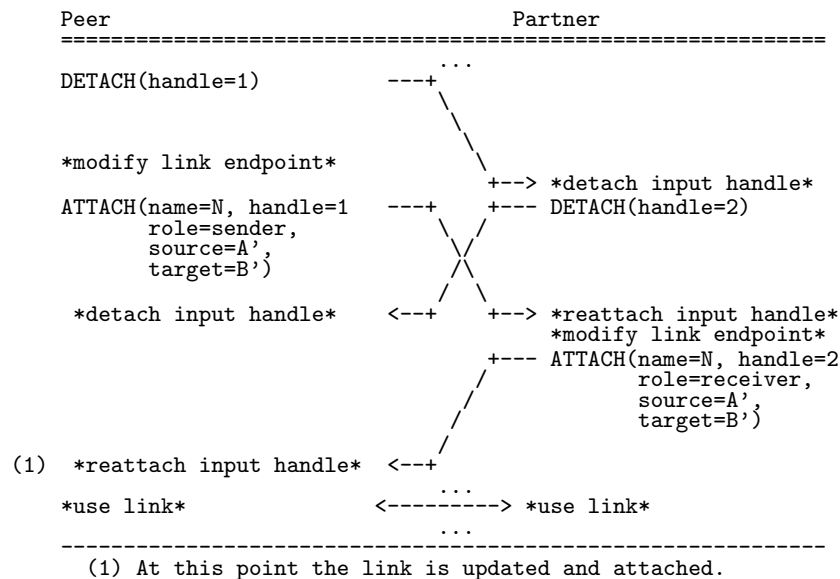 Peer Partner
=============================================================
...
DETACH(handle=1) ---+
\
\
\
*modify link endpoint* \
+--> *detach input handle*
ATTACH(name=N, handle=1 ---+ +--- DETACH(handle=2)
role=sender, \ /
source=A', \/
target=B') /\
*detach input handle* <--+ +--> *reattach input handle*
*modify link endpoint*
+--- ATTACH(name=N, handle=2
/ role=receiver,
/ source=A',
/ target=B')
/
(1) *reattach input handle* <--+
...
*use link* <---------> *use link*
...
-------------------------------------------------------------
(1) At this point the link is updated and attached.